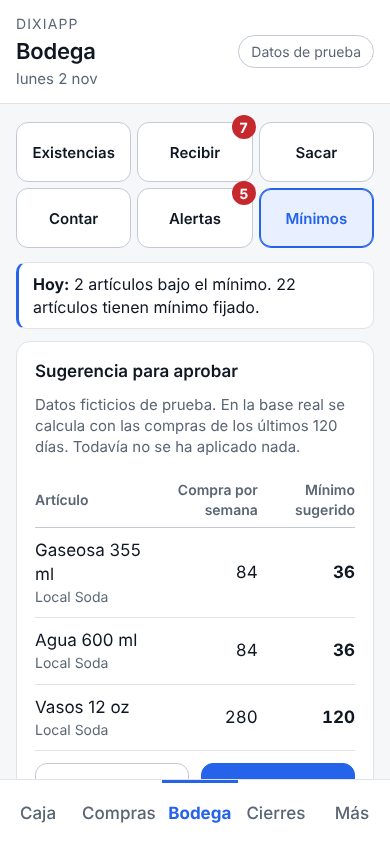 DIXIAPP
Bodega
lunes 2 nov
Datos de prueba
Existencias
Recibir
7
Sacar
Contar
Alertas
5
Mínimos
Hoy: 2 artículos bajo el mínimo. 22
artículos tienen mínimo fijado.
Sugerencia para aprobar
Datos ficticios de prueba. En la base real se
calcula con las compras de los últimos 120
días. Todavía no se ha aplicado nada.
Artículo
Compra por
semana
Mínimo
sugerido
Gaseosa 355
ml
Local Soda
84
36
Agua 600 ml
Local Soda
84
36
Vasos 12 oz
Local Soda
280
120
Caja
Compras
Bodega
Cierres
Más